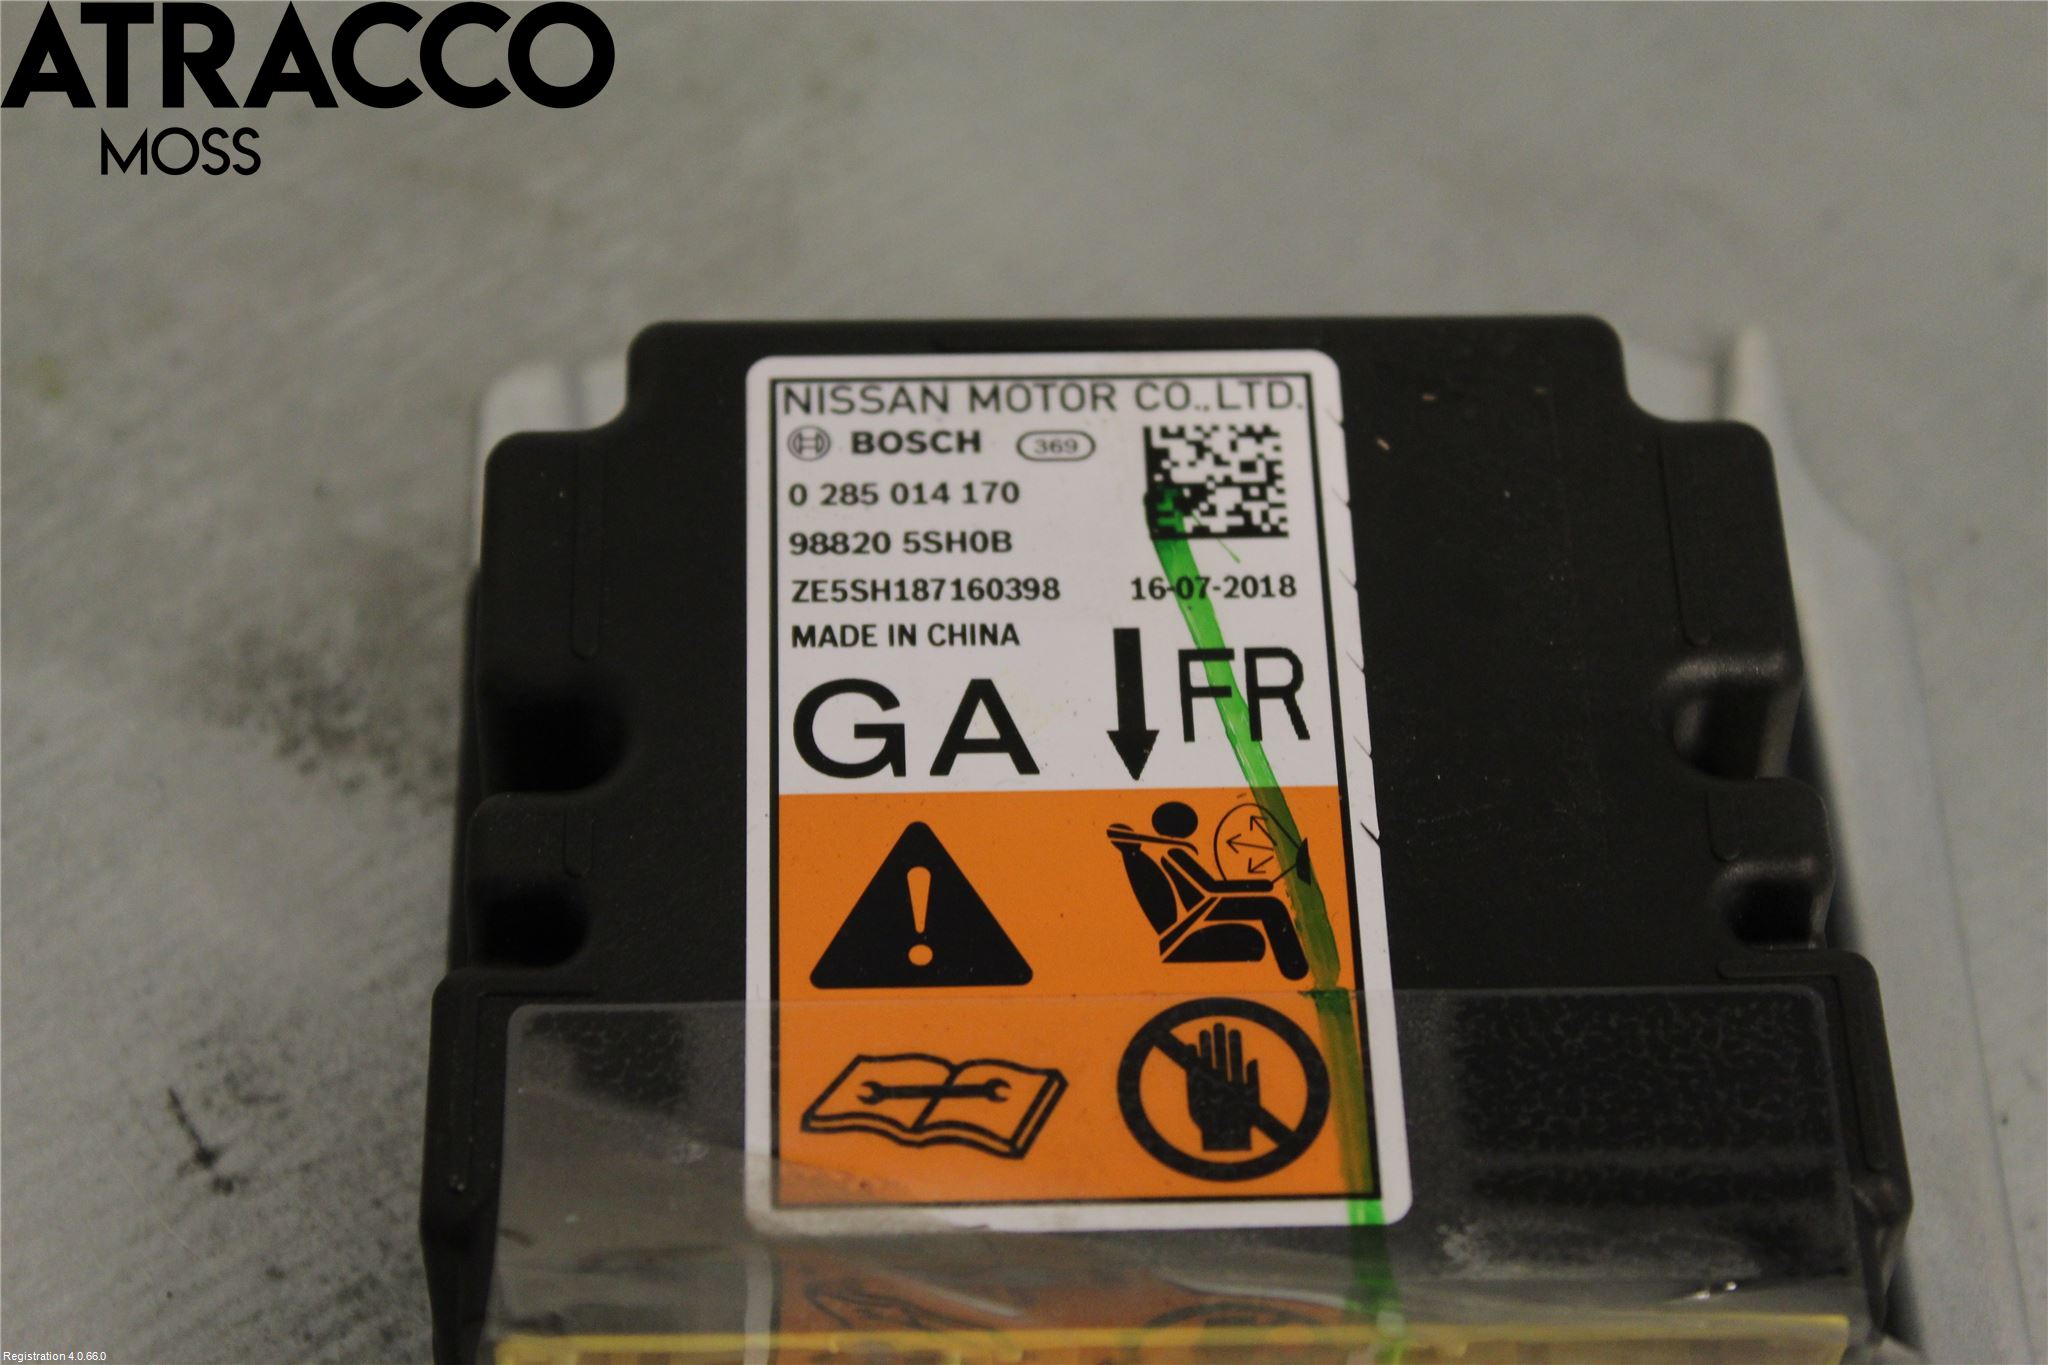 ATRACCO
MOSS
NISSAN MOTOR CO.,LTD.
BOSCH 369
0 285 014 170
98820 5SH0B
ZE5SH187160398 16-07-2018
MADE IN CHINA
GA FR
Registration 4.0.66.0